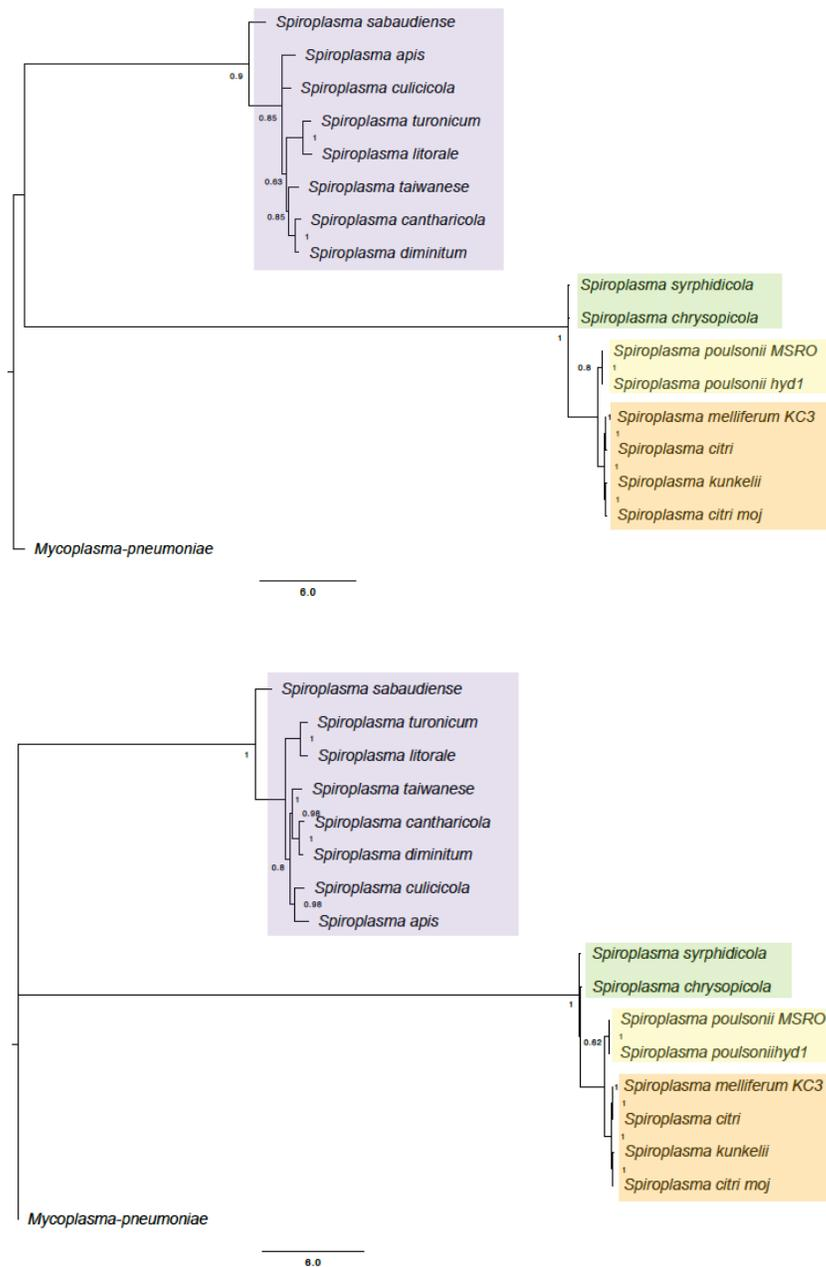 Spiroplasma sabaudiense
Spiroplasma apis
0.9
Spiroplasma culicicola
0.85
Spiroplasma turonicum
1
Spiroplasma litorale
0.63
Spiroplasma taiwanese
0.85
Spiroplasma cantharicola
1
Spiroplasma diminitum
Spiroplasma syrphidicola
Spiroplasma chrysopicola
1
Spiroplasma poulsonii MSRO
0.8
1
Spiroplasma poulsonii hyd1
Spiroplasma melliferum KC3
1
1
Spiroplasma citri
1
Spiroplasma kunkelii
1
Spiroplasma citri moj
Mycoplasma-pneumoniae
6.0
Spiroplasma sabaudiense
Spiroplasma turonicum
1
1
Spiroplasma litorale
Spiroplasma taiwanese
1
0.98
Spiroplasma cantharicola
1
Spiroplasma diminitum
0.8
Spiroplasma culicicola
0.98
Spiroplasma apis
Spiroplasma syrphidicola
Spiroplasma chrysopicola
1
Spiroplasma poulsonii MSRO
1
0.62
Spiroplasma poulsoniihyd1
1
Spiroplasma melliferum KC3
1
Spiroplasma citri
1
Spiroplasma kunkelii
1
Spiroplasma citri moj
Mycoplasma-pneumoniae
6.0